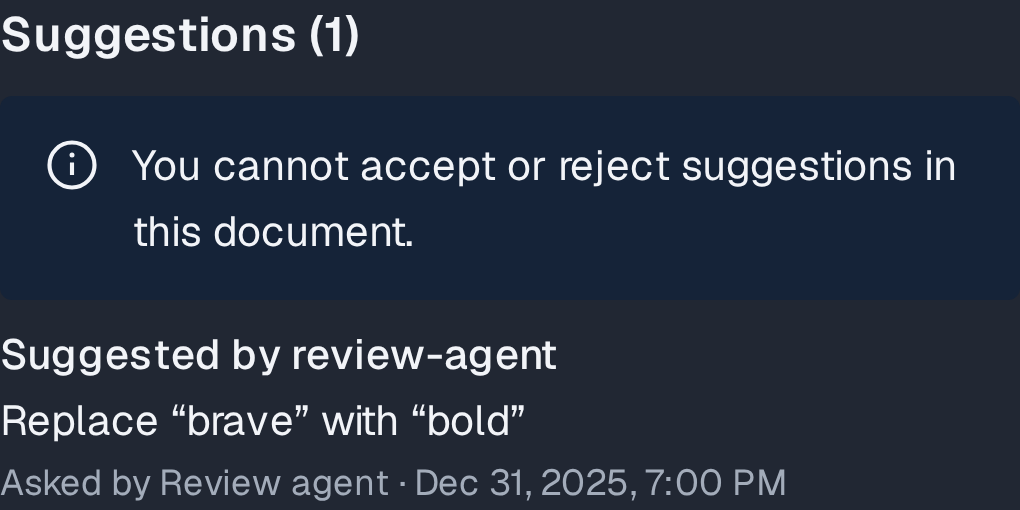 Suggestions (1)
You cannot accept or reject suggestions in
this document.
Suggested by review-agent
Replace “brave” with “bold”
Asked by Review agent · Dec 31, 2025, 7:00 PM